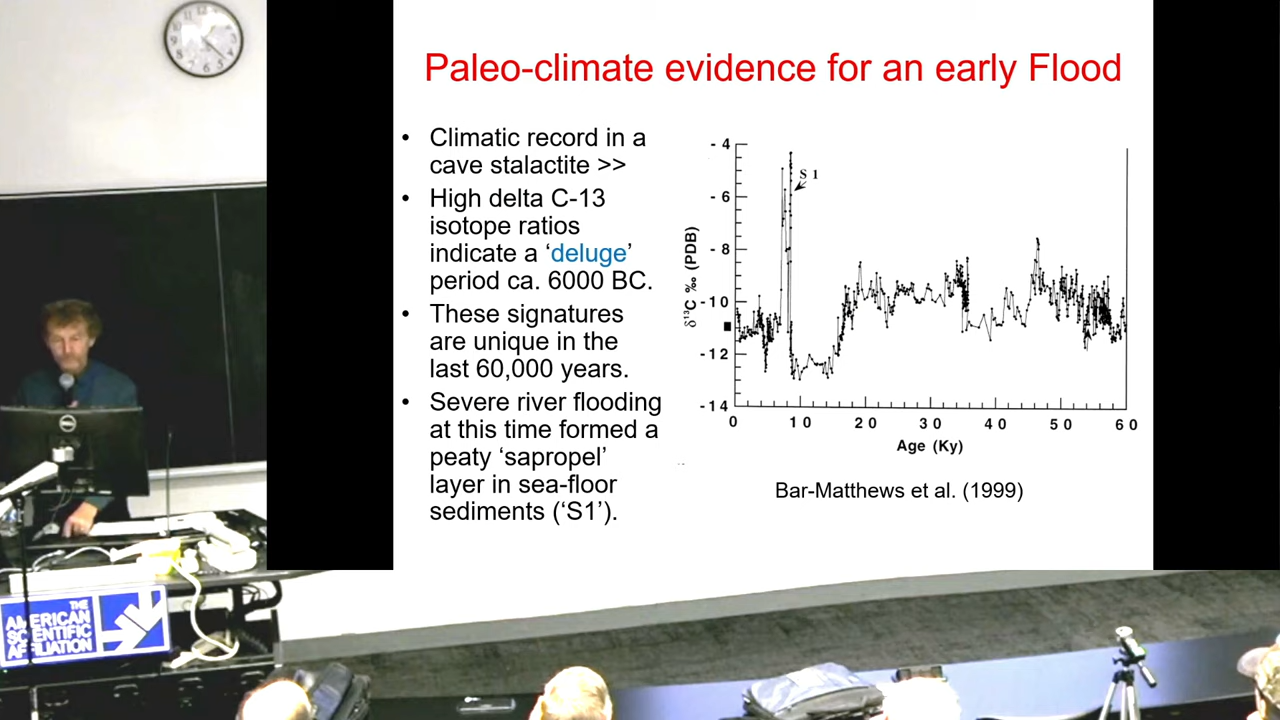 Paleo-climate evidence for an early Flood
• Climatic record in a
cave stalactite >>
• High delta C-13
isotope ratios
indicate a ‘deluge’
period ca. 6000 BC.
• These signatures
are unique in the
last 60,000 years.
• Severe river flooding
at this time formed a
peaty ‘sapropel’
layer in sea-floor
sediments (‘S1’).
δ¹³C ‰ (PDB)
- 4
- 6
- 8
- 10
- 12
- 14
S 1
0 10 20 30 40 50 60
Age (Ky)
Bar-Matthews et al. (1999)
DELL
THE
AMERICAN
SCIENTIFIC
AFFILIATION